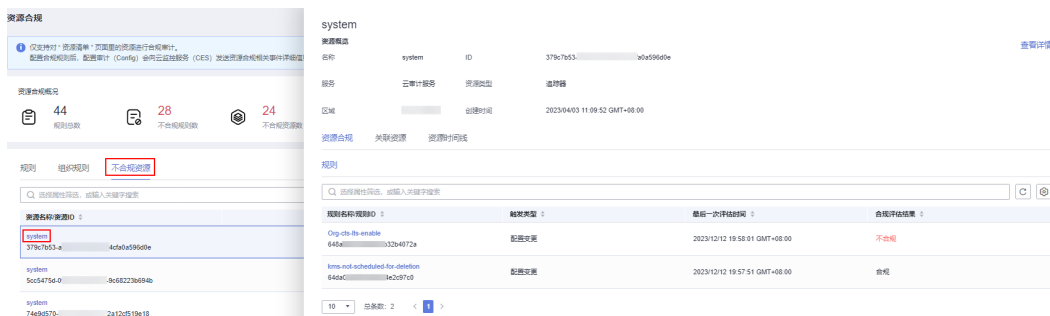 资源合规
仅支持对“资源清单”页面里的资源进行合规审计。
配置合规规则后，配置审计（Config）会向云监控服务（CES）发送资源合规相关事件详细信
资源合规概况
44
规则总数
28
不合规规则数
24
不合规资源数
规则 组织规则 不合规资源
选择属性筛选，或输入关键字搜索
资源名称/资源ID
system
379c7b53-a 4cfa0a596d0e
system
5cc5475d-0 -9c68223b694b
system
74e9d570- 2a12cf519e18
system
资源概览
查看详情
名称 system ID 379c7b53- a0a596d0e
服务 云审计服务 资源类型 追踪器
区域 创建时间 2023/04/03 11:09:52 GMT+08:00
资源合规 关联资源 资源时间线
规则
选择属性筛选，或输入关键字搜索
规则名称/规则ID 触发类型 最后一次评估时间 合规评估结果
Org-cts-lts-enable
648a b32b4072a
配置变更 2023/12/12 19:58:01 GMT+08:00 不合规
kms-not-scheduled-for-deletion
64da0 4e2c97c0
配置变更 2023/12/12 19:57:51 GMT+08:00 合规
10 总条数：2 < 1 >